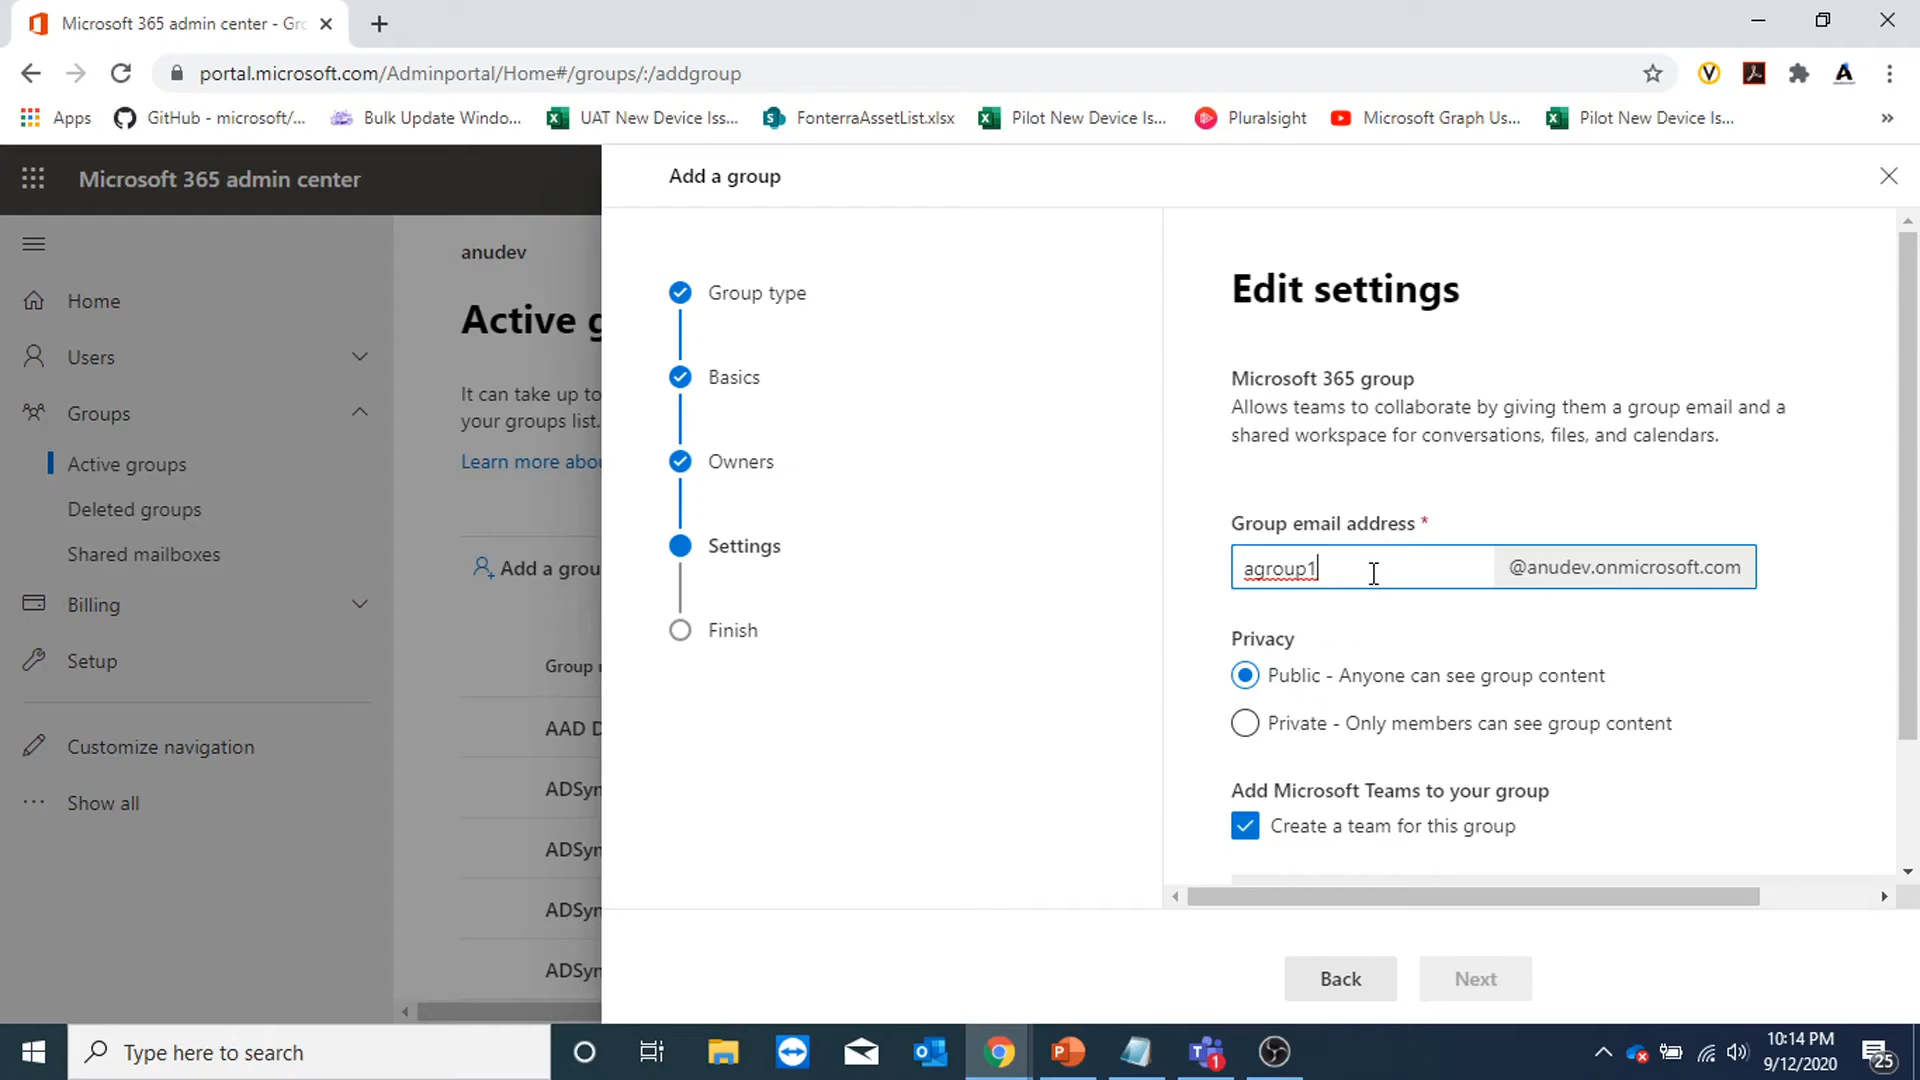 Microsoft 365 admin center - Gro
portal.microsoft.com/Adminportal/Home#/groups/:/addgroup
Apps
GitHub - microsoft/...
Bulk Update Windo...
UAT New Device Iss...
FonterraAssetList.xlsx
Pilot New Device Is...
Pluralsight
Microsoft Graph Us...
Pilot New Device Is...
»
Microsoft 365 admin center
Home
Users
Groups
Active groups
Deleted groups
Shared mailboxes
Billing
Setup
Customize navigation
Show all
anudev
Active g
It can take up to
your groups list.
Learn more abou
Add a grou
Group
AAD D
ADSyn
ADSyn
ADSyn
ADSyn
Add a group
Group type
Basics
Owners
Settings
Finish
Edit settings
Microsoft 365 group
Allows teams to collaborate by giving them a group email and a
shared workspace for conversations, files, and calendars.
Group email address *
agroup1
@anudev.onmicrosoft.com
Privacy
Public - Anyone can see group content
Private - Only members can see group content
Add Microsoft Teams to your group
Create a team for this group
Back
Next
Type here to search
1
10:14 PM
9/12/2020
25